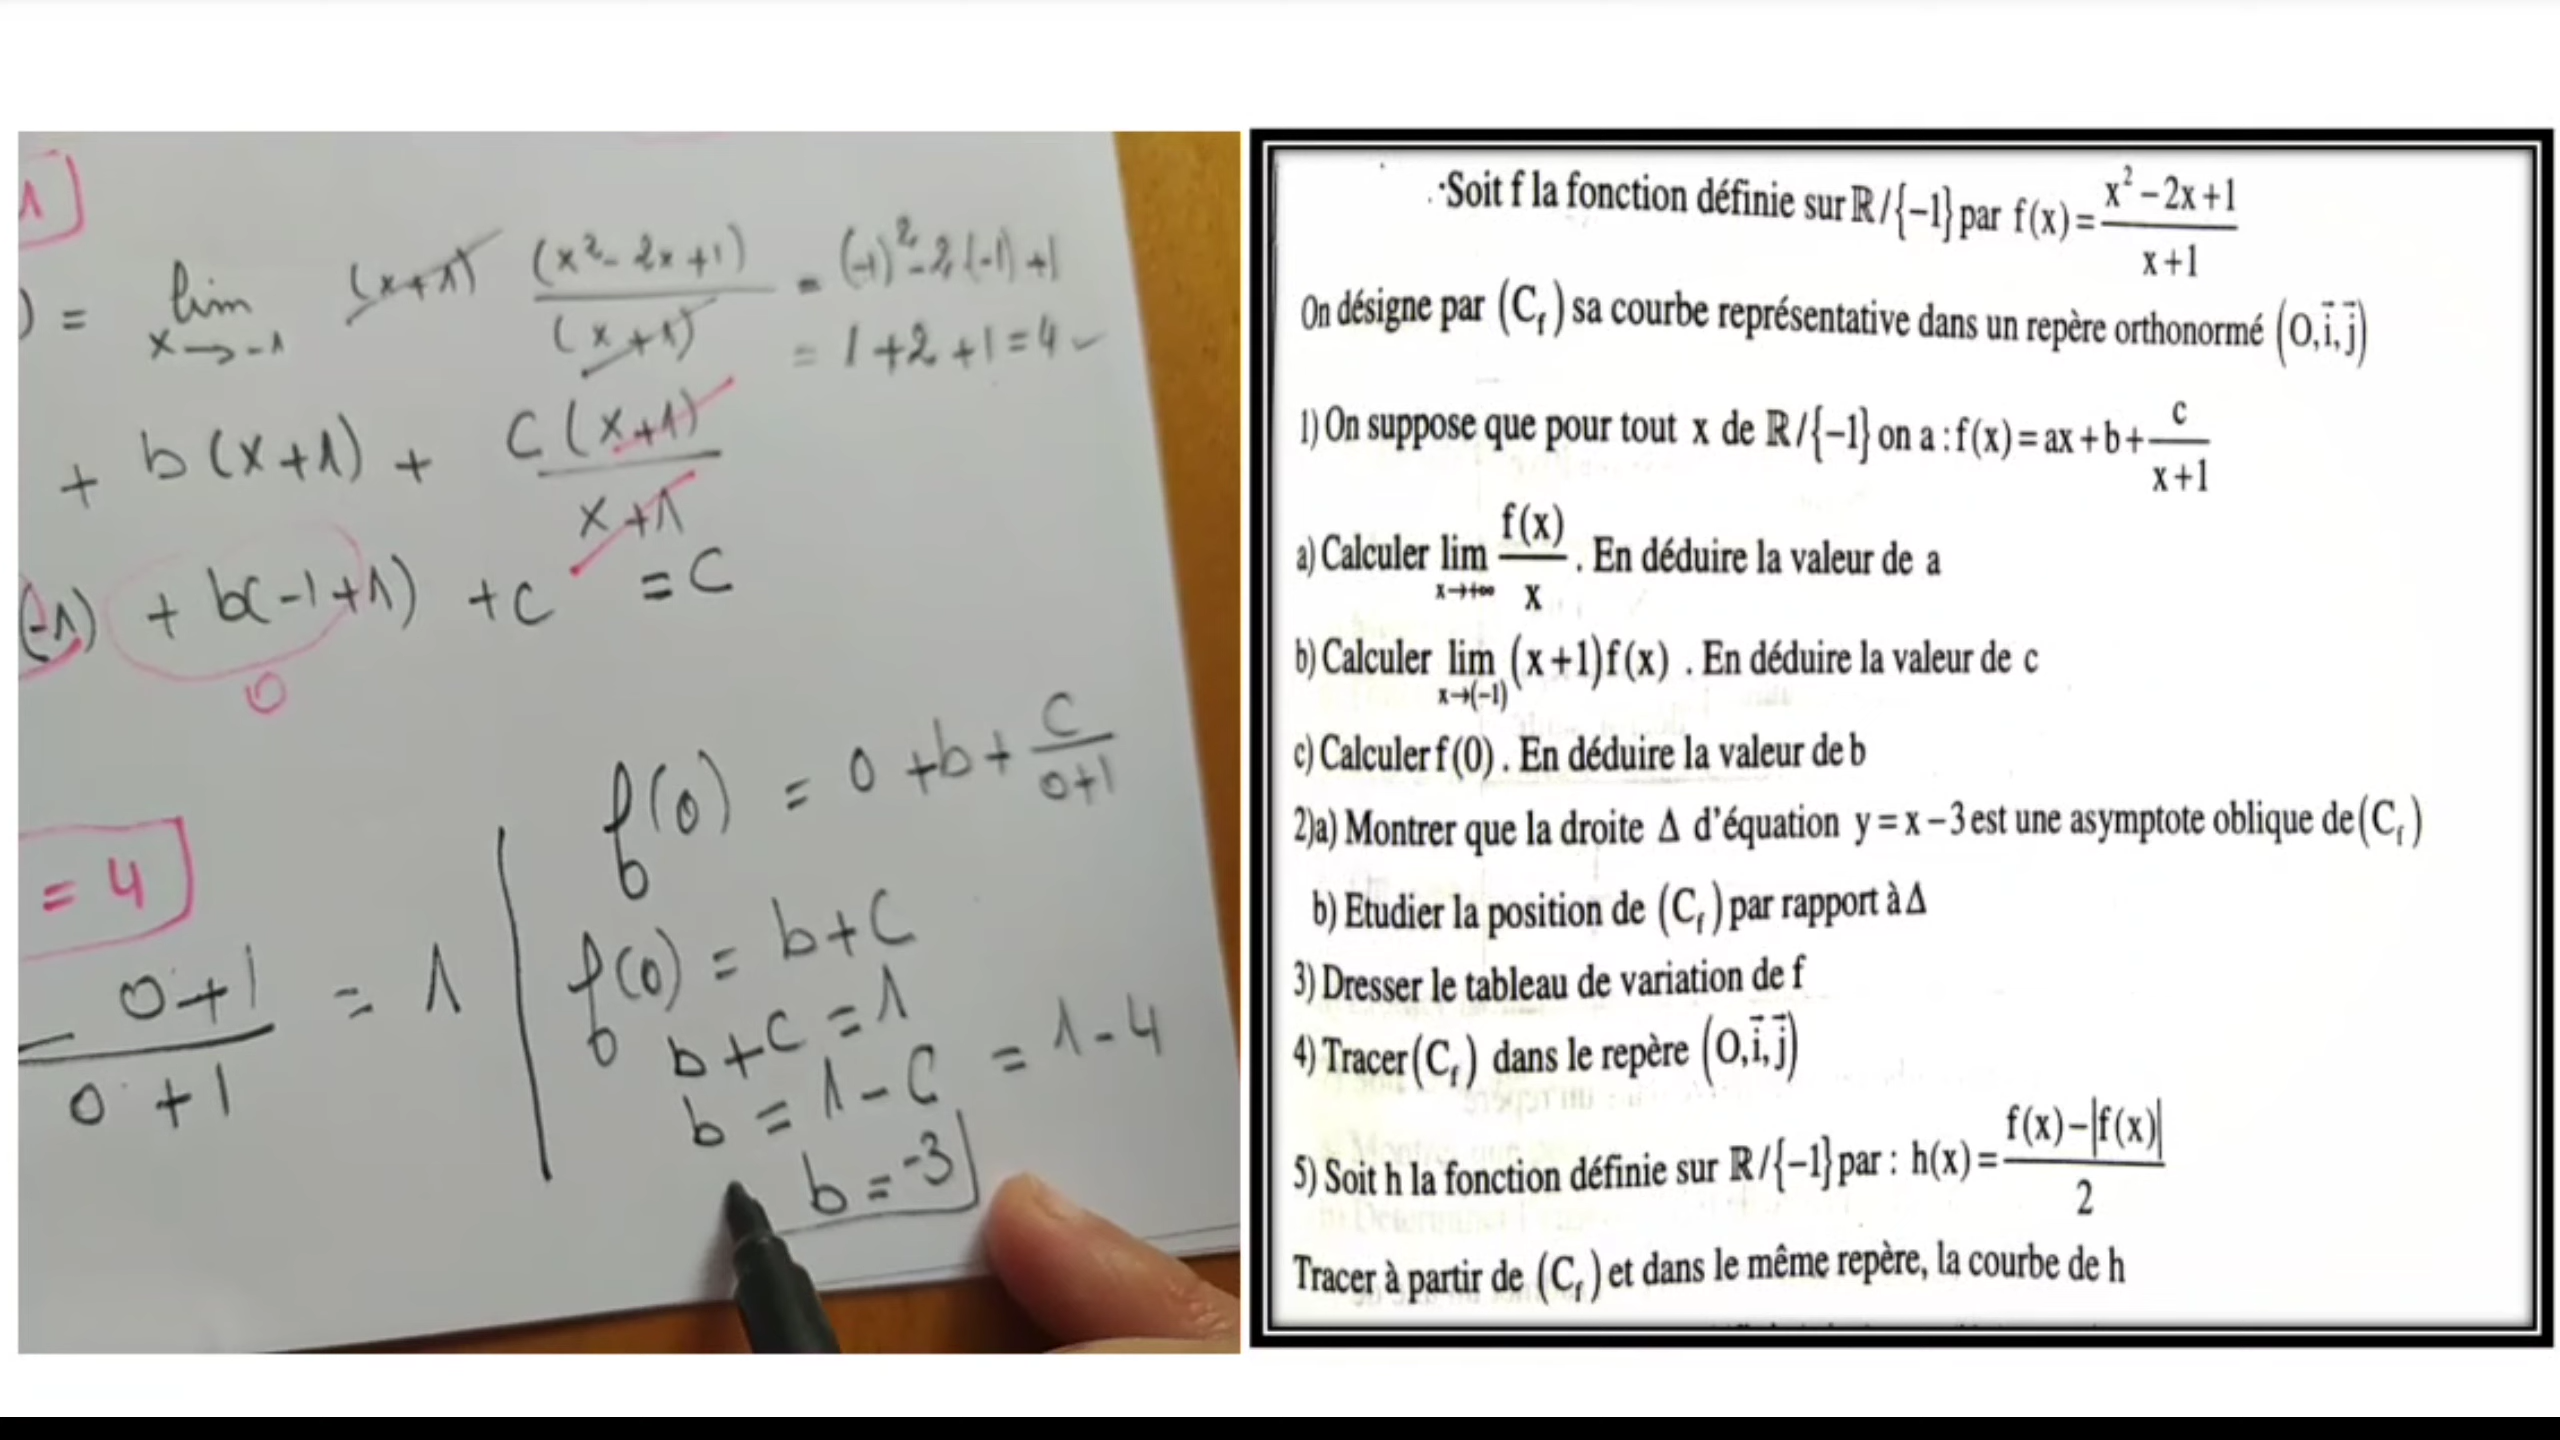 1
) = lim x→-1 (x+1) (x²-2x+1) / (x+1) = (-1)²-2(-1)+1
= 1+2+1=4
+ b(x+1) + c(x+1) / x+1
(-1) + b(-1+1) +c = c
0
= 4
- 0+1 / 0+1 = 1
f(0) = 0+b+ c / 0+1
f(0) = b+c
b+c = 1
b = 1-c = 1-4
b = -3
Soit f la fonction définie sur ℝ/{-1} par f(x) = x²-2x+1 / x+1
On désigne par (Cf) sa courbe représentative dans un repère orthonormé (O,i⃗,j⃗)
1) On suppose que pour tout x de ℝ/{-1} on a : f(x) = ax+b+ c / x+1
a) Calculer lim x→+∞ f(x) / x . En déduire la valeur de a
b) Calculer lim x→(-1) (x+1)f(x) . En déduire la valeur de c
c) Calculer f(0) . En déduire la valeur de b
2)a) Montrer que la droite Δ d'équation y = x-3 est une asymptote oblique de (Cf)
b) Etudier la position de (Cf) par rapport à Δ
3) Dresser le tableau de variation de f
4) Tracer (Cf) dans le repère (O,i⃗,j⃗)
5) Soit h la fonction définie sur ℝ/{-1} par : h(x) = f(x)-|f(x)| / 2
Tracer à partir de (Cf) et dans le même repère, la courbe de h